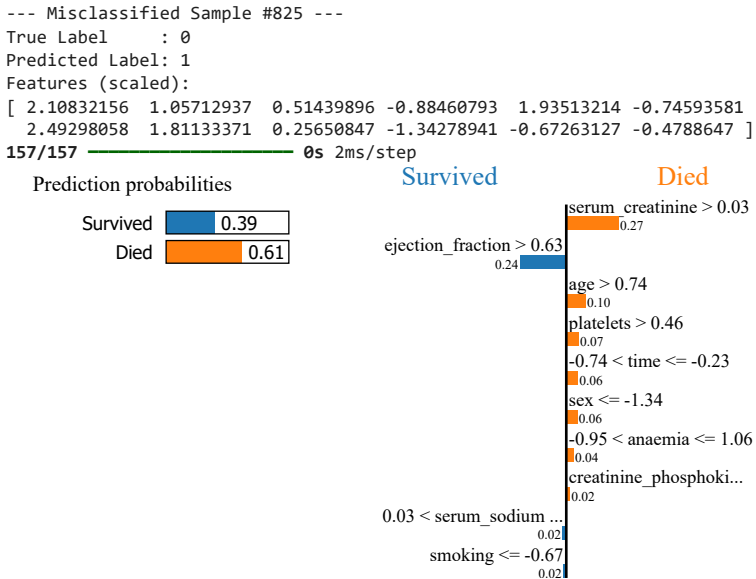 --- Misclassified Sample #825 ---
True Label     : 0
Predicted Label: 1
Features (scaled):
[ 2.10832156  1.05712937  0.51439896 -0.88460793  1.93513214 -0.74593581
2.49298058  1.81133371  0.25650847 -1.34278941 -0.67263127 -0.4788647 ]
157/157 ━━━━━━━━━━━━━━━━━━━━ 0s 2ms/step
Prediction probabilities
Survived 0.39
Died 0.61
Survived Died
serum_creatinine > 0.03
0.27
ejection_fraction > 0.63
0.24
age > 0.74
0.10
platelets > 0.46
0.07
-0.74 < time <= -0.23
0.06
sex <= -1.34
0.06
-0.95 < anaemia <= 1.06
0.04
creatinine_phosphoki...
0.02
0.03 < serum_sodium ...
0.02
smoking <= -0.67
0.02